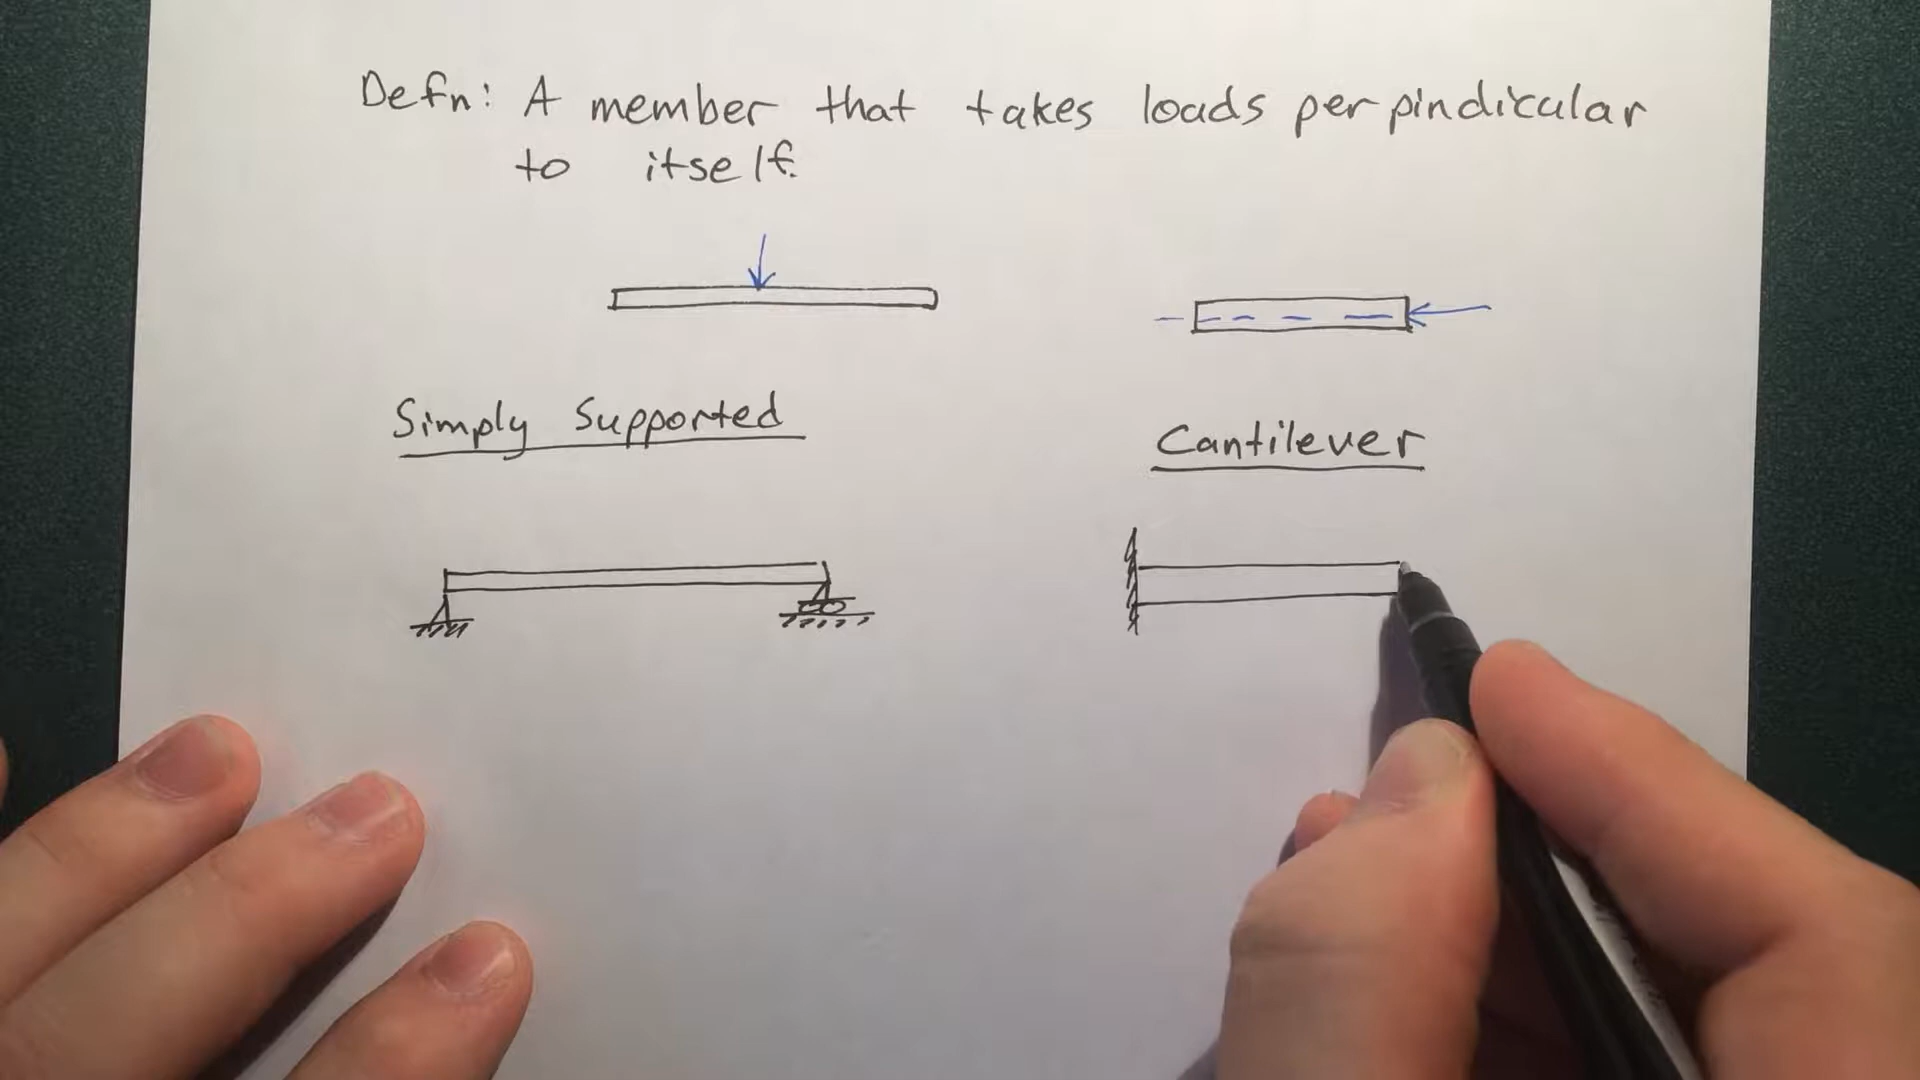 Defn: A member that takes loads perpindicular
to itself.
Simply Supported
Cantilever